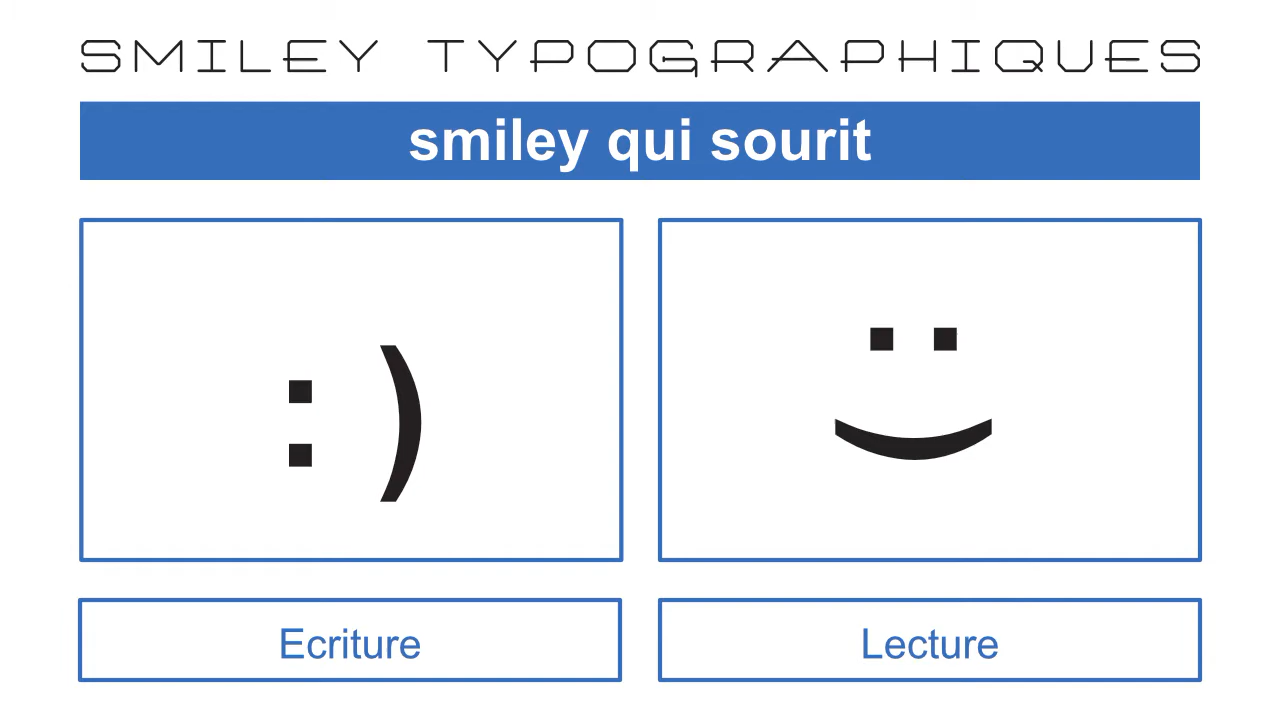 SMILEY TYPOGRAPHIQUES
smiley qui sourit
: )
Ecriture
Lecture